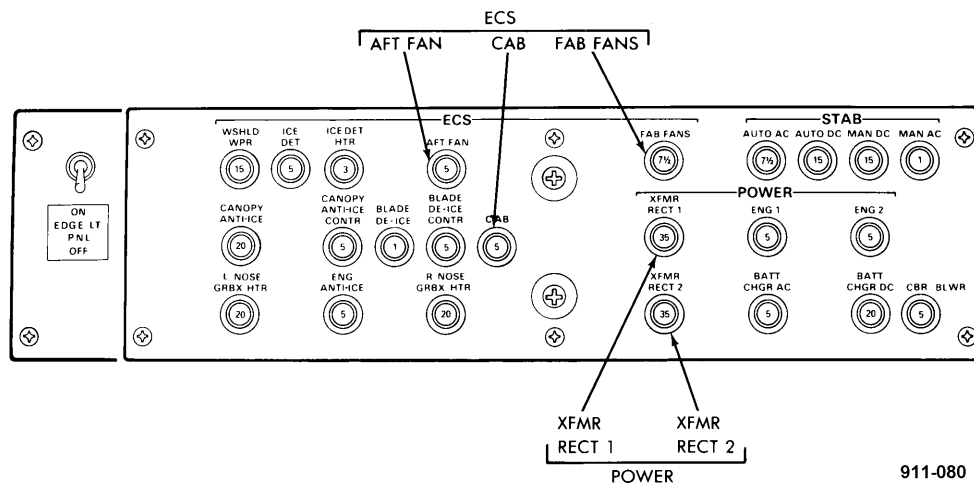 ECS
AFT FAN CAB FAB FANS
ECS STAB
WSHLD WPR ICE DET ICE DET HTR AFT FAN FAB FANS AUTO AC AUTO DC MAN DC MAN AC
15 5 3 5 7½ 7½ 15 15 1
POWER
CANOPY ANTI-ICE CANOPY ANTI-ICE CONTR BLADE DE-ICE BLADE DE-ICE CONTR CAB XFMR RECT 1 ENG 1 ENG 2
20 5 1 5 5 35 5 5
L NOSE GRBX HTR ENG ANTI-ICE R NOSE GRBX HTR XFMR RECT 2 BATT CHGR AC BATT CHGR DC CBR BLWR
20 5 20 35 5 20 5
ON
EDGE LT
PNL
OFF
XFMR RECT 1 XFMR RECT 2
POWER
911-080